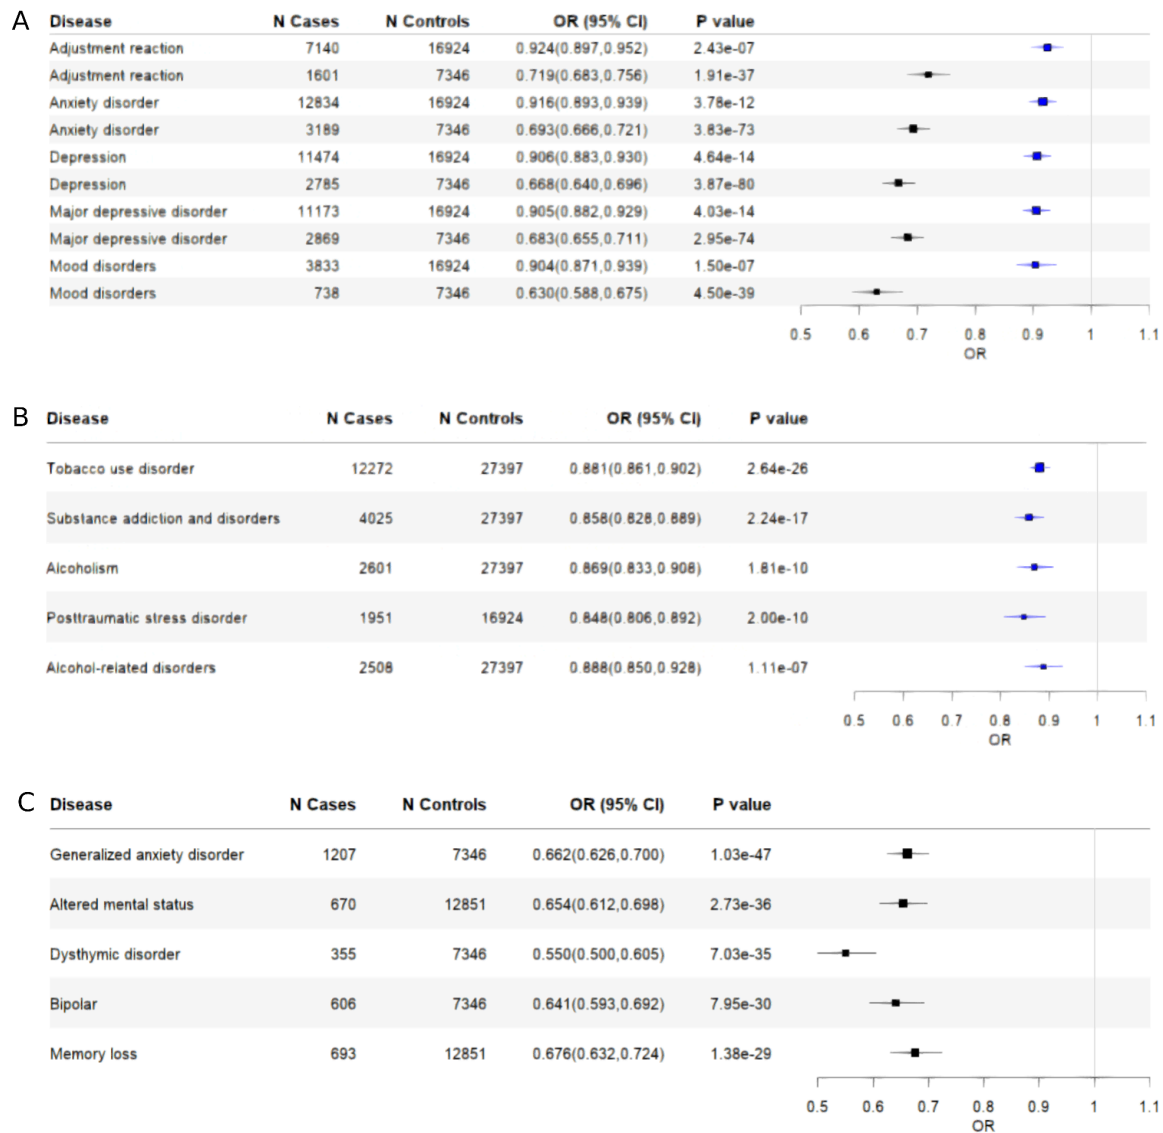 A Disease N Cases N Controls OR (95% CI) P value
Adjustment reaction 7140 16924 0.924(0.897,0.952) 2.43e-07
Adjustment reaction 1601 7346 0.719(0.683,0.756) 1.91e-37
Anxiety disorder 12834 16924 0.916(0.893,0.939) 3.78e-12
Anxiety disorder 3189 7346 0.693(0.666,0.721) 3.83e-73
Depression 11474 16924 0.906(0.883,0.930) 4.64e-14
Depression 2785 7346 0.668(0.640,0.696) 3.87e-80
Major depressive disorder 11173 16924 0.905(0.882,0.929) 4.03e-14
Major depressive disorder 2869 7346 0.683(0.655,0.711) 2.95e-74
Mood disorders 3833 16924 0.904(0.871,0.939) 1.50e-07
Mood disorders 738 7346 0.630(0.588,0.675) 4.50e-39
0.5 0.6 0.7 0.8 0.9 1 1.1
OR
B Disease N Cases N Controls OR (95% CI) P value
Tobacco use disorder 12272 27397 0.881(0.861,0.902) 2.64e-26
Substance addiction and disorders 4025 27397 0.858(0.828,0.889) 2.24e-17
Alcoholism 2601 27397 0.869(0.833,0.908) 1.81e-10
Posttraumatic stress disorder 1951 16924 0.848(0.806,0.892) 2.00e-10
Alcohol-related disorders 2508 27397 0.888(0.850,0.928) 1.11e-07
0.5 0.6 0.7 0.8 0.9 1 1.1
OR
C Disease N Cases N Controls OR (95% CI) P value
Generalized anxiety disorder 1207 7346 0.662(0.626,0.700) 1.03e-47
Altered mental status 670 12851 0.654(0.612,0.698) 2.73e-36
Dysthymic disorder 355 7346 0.550(0.500,0.605) 7.03e-35
Bipolar 606 7346 0.641(0.593,0.692) 7.95e-30
Memory loss 693 12851 0.676(0.632,0.724) 1.38e-29
0.5 0.6 0.7 0.8 0.9 1 1.1
OR